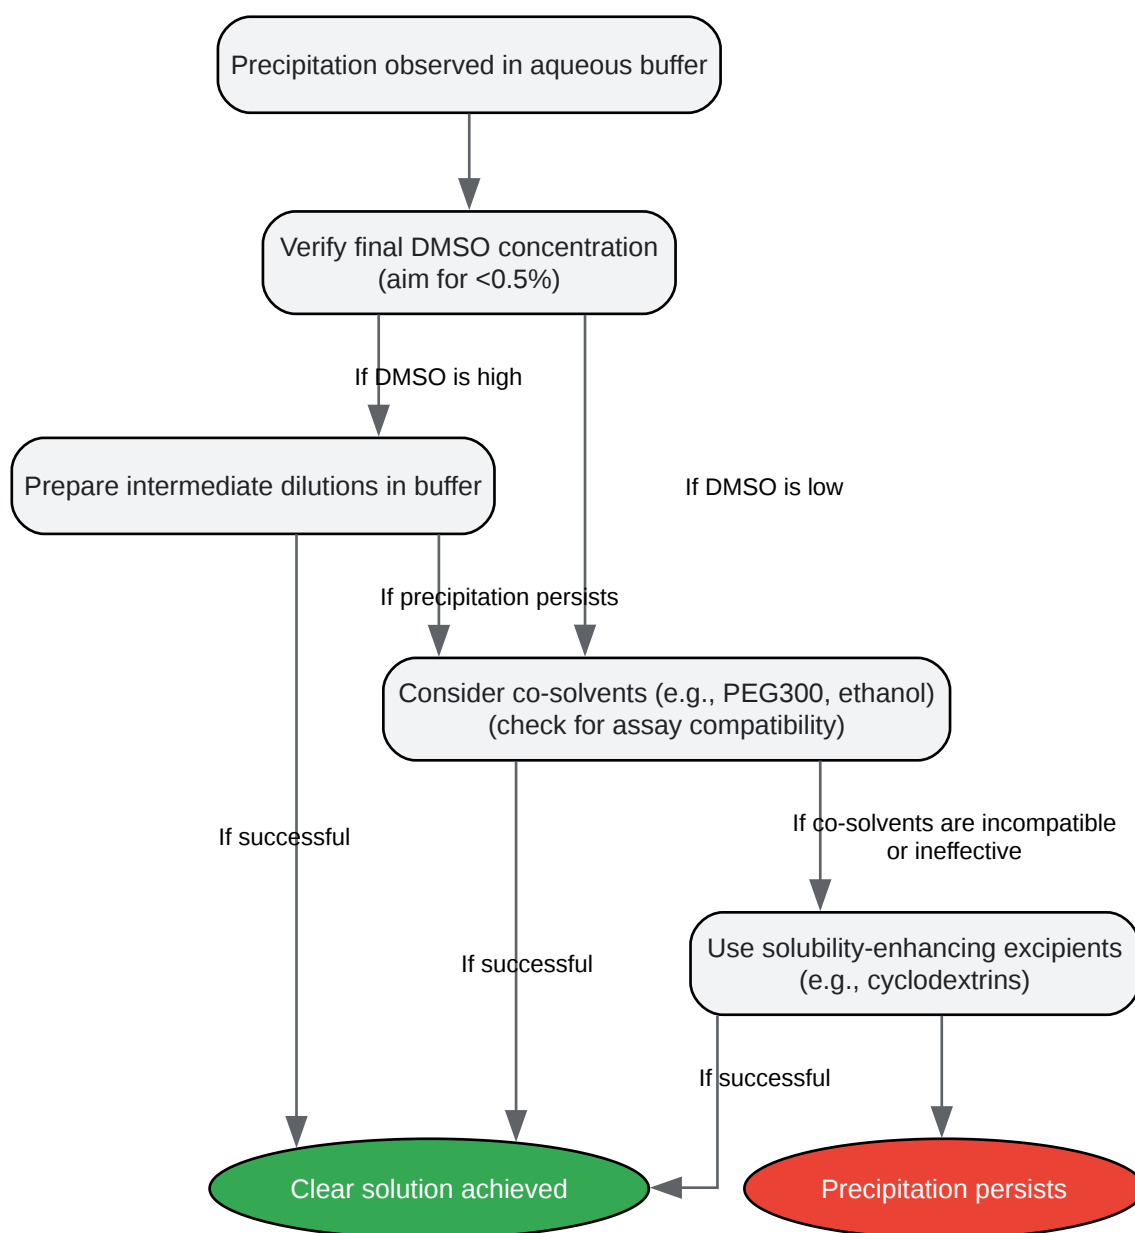 Precipitation observed in aqueous buffer
Verify final DMSO concentration
(aim for <0.5%)
If DMSO is high
Prepare intermediate dilutions in buffer
If DMSO is low
If precipitation persists
Consider co-solvents (e.g., PEG300, ethanol)
(check for assay compatibility)
If successful
If co-solvents are incompatible
or ineffective
If successful
Use solubility-enhancing excipients
(e.g., cyclodextrins)
If successful
Clear solution achieved
Precipitation persists